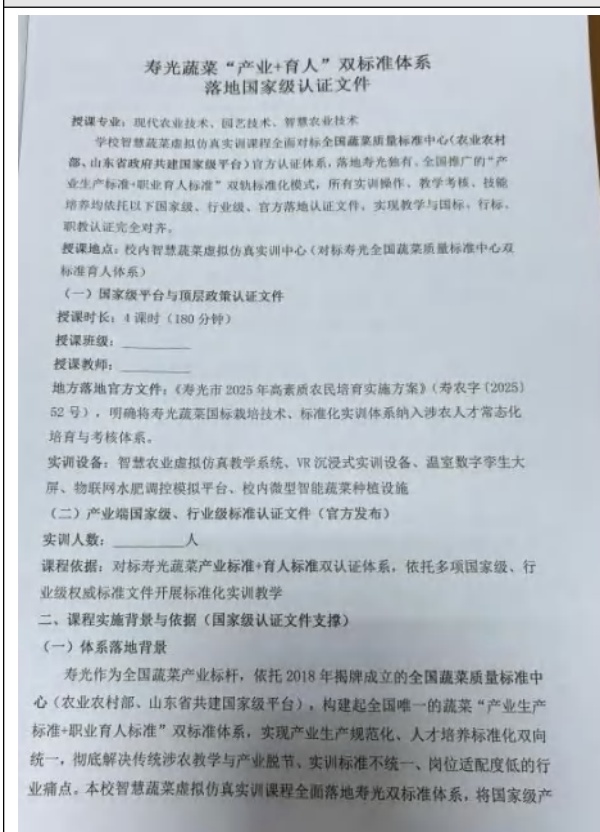 寿光蔬菜“产业+育人”双标准体系
落地国家级认证文件
授课专业：现代农业技术、园艺技术、智慧农业技术
学校智慧蔬菜虚拟仿真实训课程全面对标全国蔬菜质量标准中心（农业农村
部、山东省政府共建国家级平台）官方认证体系，落地寿光独有、全国推广的“产
业生产标准+职业育人标准”双轨标准化模式，所有实训操作、教学考核、技能
培养均依托以下国家级、行业级、官方落地认证文件，实现教学与国标、行标、
职教认证完全对齐。
授课地点：校内智慧蔬菜虚拟仿真实训中心（对标寿光全国蔬菜质量标准中心双
标准育人体系）
（一）国家级平台与顶层政策认证文件
授课时长：4 课时（180 分钟）
授课班级：________
授课教师：________
地方落地官方文件：《寿光市 2025 年高素质农民培育实施方案》（寿农字〔2025〕
52 号），明确将寿光蔬菜国标栽培技术、标准化实训体系纳入涉农人才常态化
培育与考核体系。
实训设备：智慧农业虚拟仿真教学系统、VR 沉浸式实训设备、温室数字孪生大
屏、物联网水肥调控模拟平台、校内微型智能蔬菜种植设施
（二）产业端国家级、行业级标准认证文件（官方发布）
实训人数：________人
课程依据：对标寿光蔬菜产业标准+育人标准双认证体系，依托多项国家级、行
业级权威标准文件开展标准化实训教学
二、课程实施背景与依据（国家级认证文件支撑）
（一）体系落地背景
寿光作为全国蔬菜产业标杆，依托 2018 年揭牌成立的全国蔬菜质量标准中
心（农业农村部、山东省共建国家级平台），构建起全国唯一的蔬菜“产业生产
标准+职业育人标准”双标准体系，实现产业生产规范化、人才培养标准化双向
统一，彻底解决传统涉农教学与产业脱节、实训标准不统一、岗位适配度低的行
业痛点。本校智慧蔬菜虚拟仿真实训课程全面落地寿光双标准体系，将国家级产